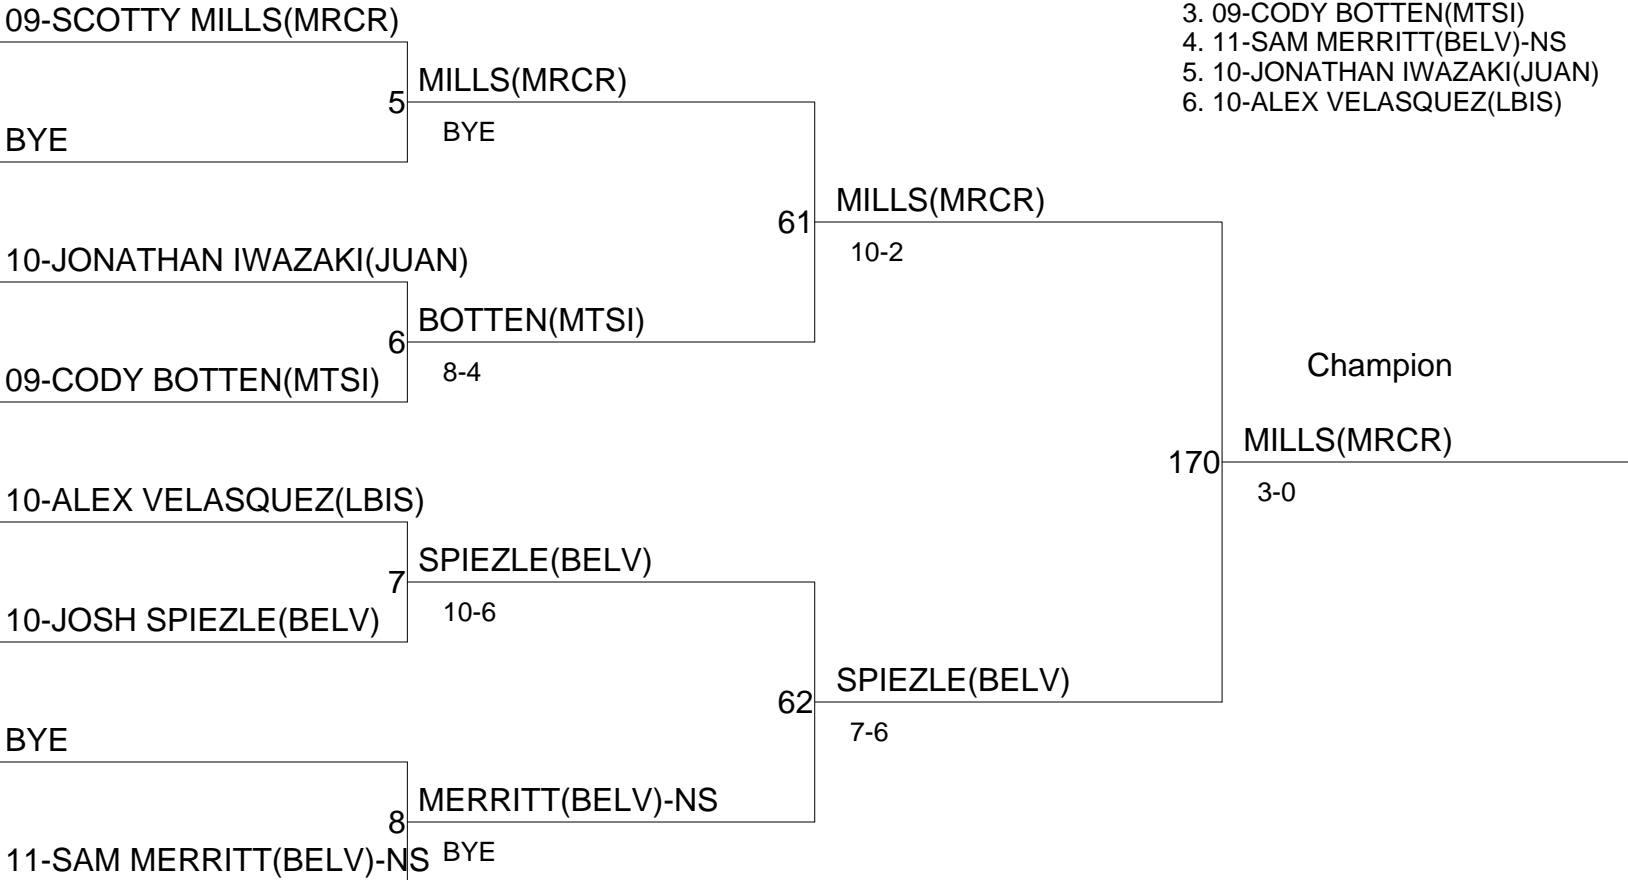 09-SCOTTY MILLS(MRCR)
3. 09-CODY BOTTEN(MTSI)
4. 11-SAM MERRITT(BELV)-NS
5. 10-JONATHAN IWAZAKI(JUAN)
6. 10-ALEX VELASQUEZ(LBIS)
MILLS(MRCR)
5
BYE
BYE
MILLS(MRCR)
61
10-2
10-JONATHAN IWAZAKI(JUAN)
BOTTEN(MTSI)
6
8-4
09-CODY BOTTEN(MTSI)
Champion
MILLS(MRCR)
170
3-0
10-ALEX VELASQUEZ(LBIS)
SPIEZLE(BELV)
7
10-6
10-JOSH SPIEZLE(BELV)
SPIEZLE(BELV)
62
7-6
BYE
MERRITT(BELV)-NS
8
BYE
11-SAM MERRITT(BELV)-NS